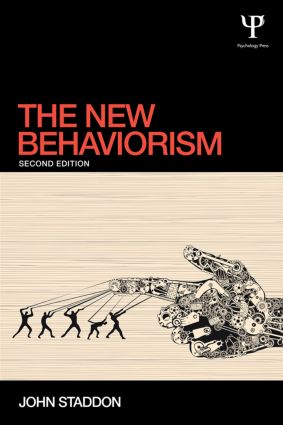 Psychology Press
THE NEW
BEHAVIORISM
SECOND EDITION
JOHN STADDON